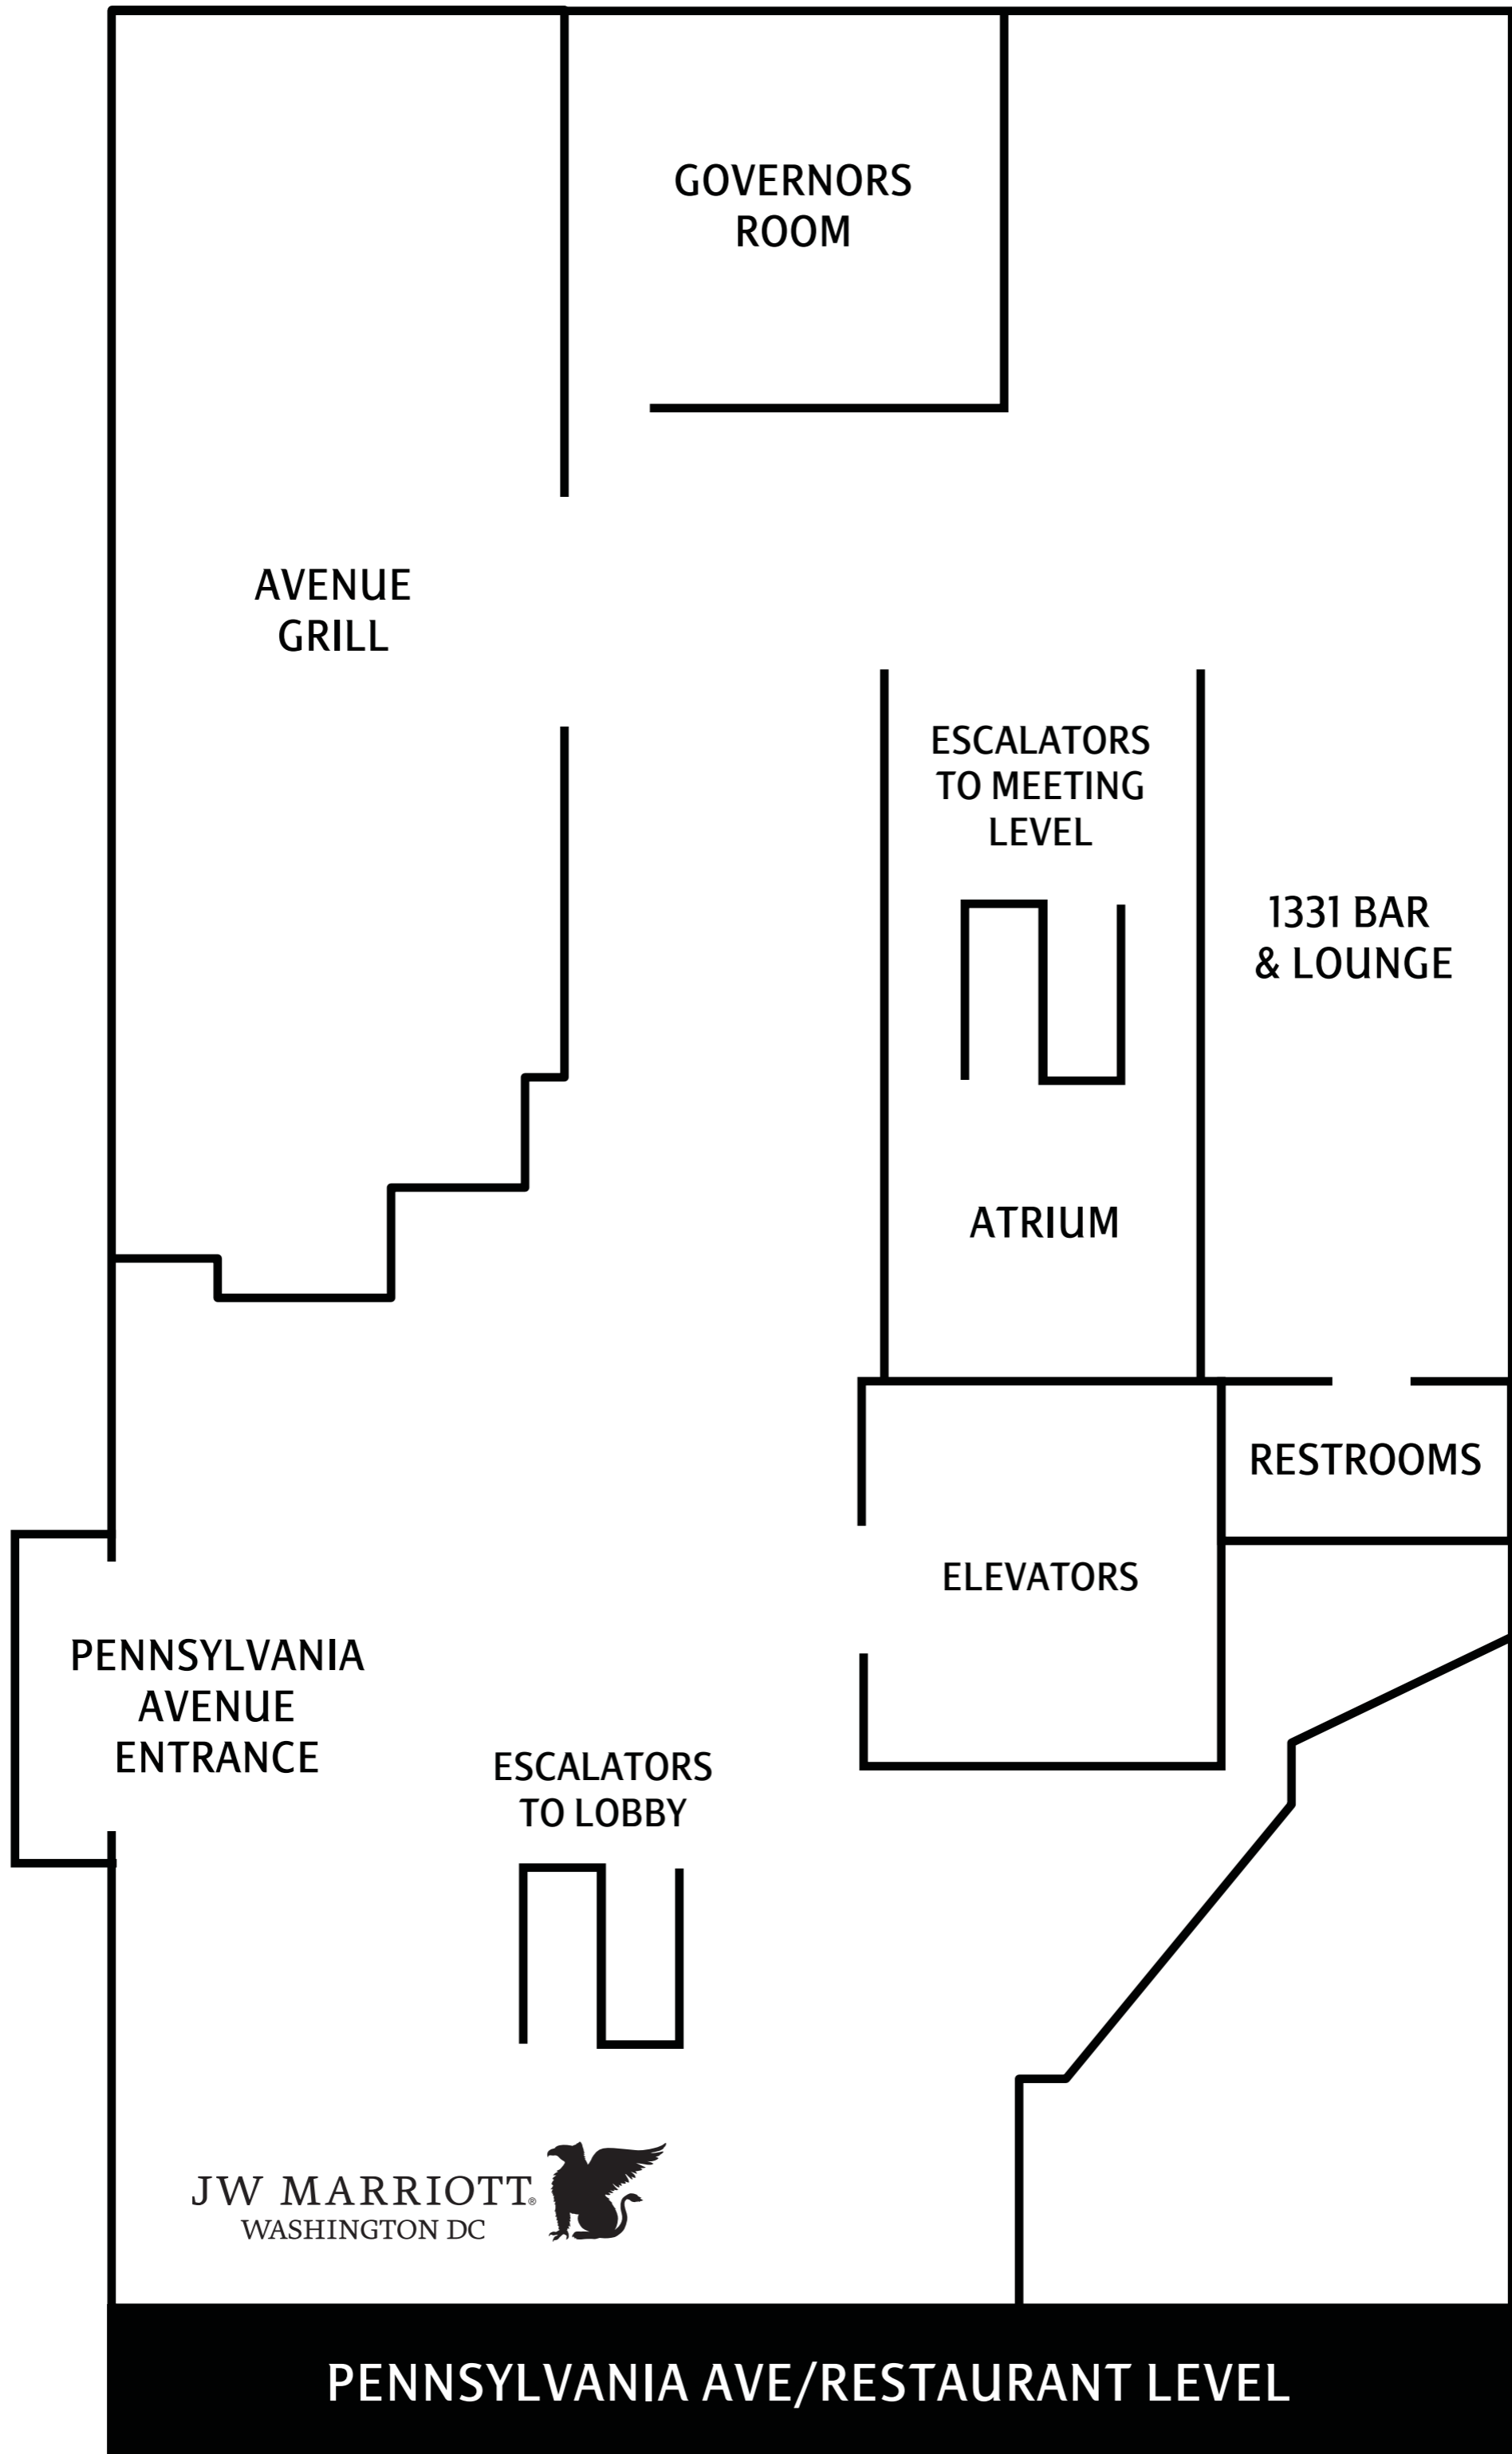 GOVERNORS
ROOM
AVENUE
GRILL
ESCALATORS
TO MEETING
LEVEL
1331 BAR
& LOUNGE
ATRIUM
RESTROOMS
ELEVATORS
PENNSYLVANIA
AVENUE
ENTRANCE
ESCALATORS
TO LOBBY
JW MARRIOTT®
WASHINGTON DC
PENNSYLVANIA AVE/RESTAURANT LEVEL